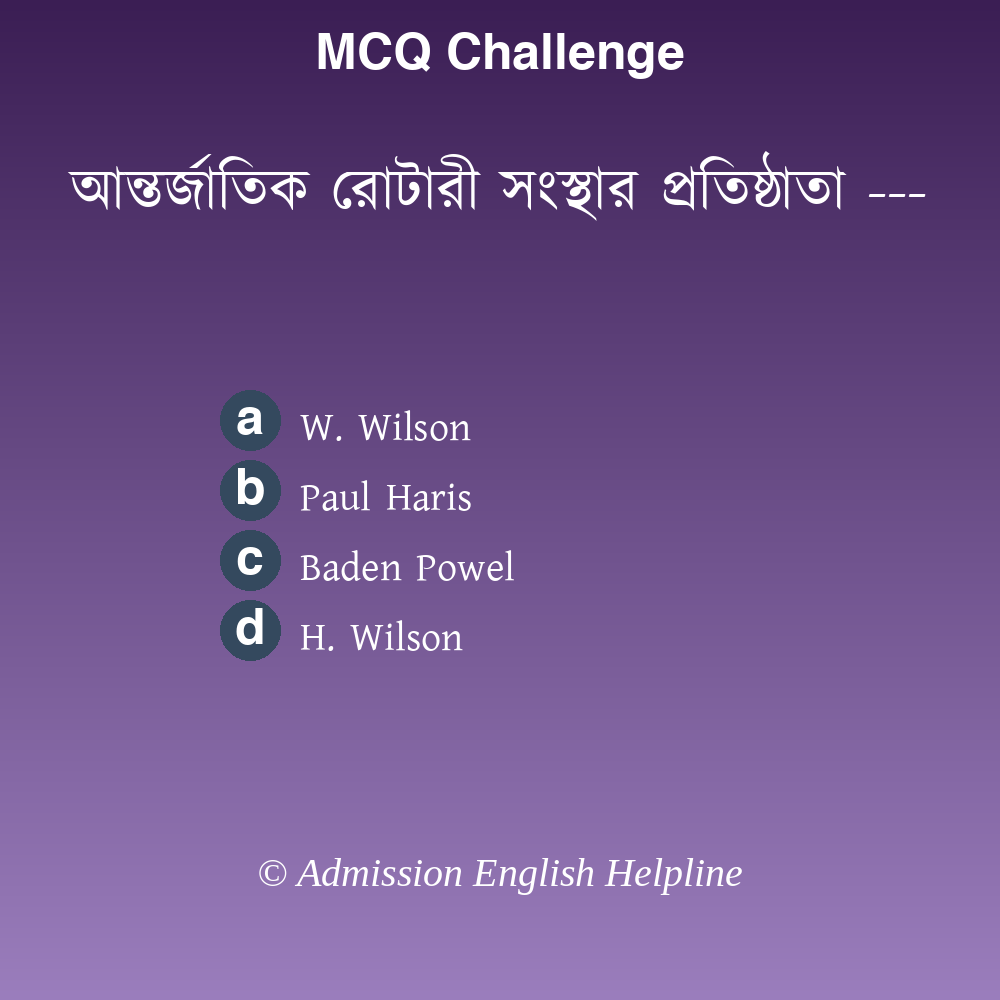 MCQ Challenge
আন্তর্জাতিক রোটারী সংস্থার প্রতিষ্ঠাতা ---
a W. Wilson
b Paul Haris
c Baden Powel
d H. Wilson
© Admission English Helpline